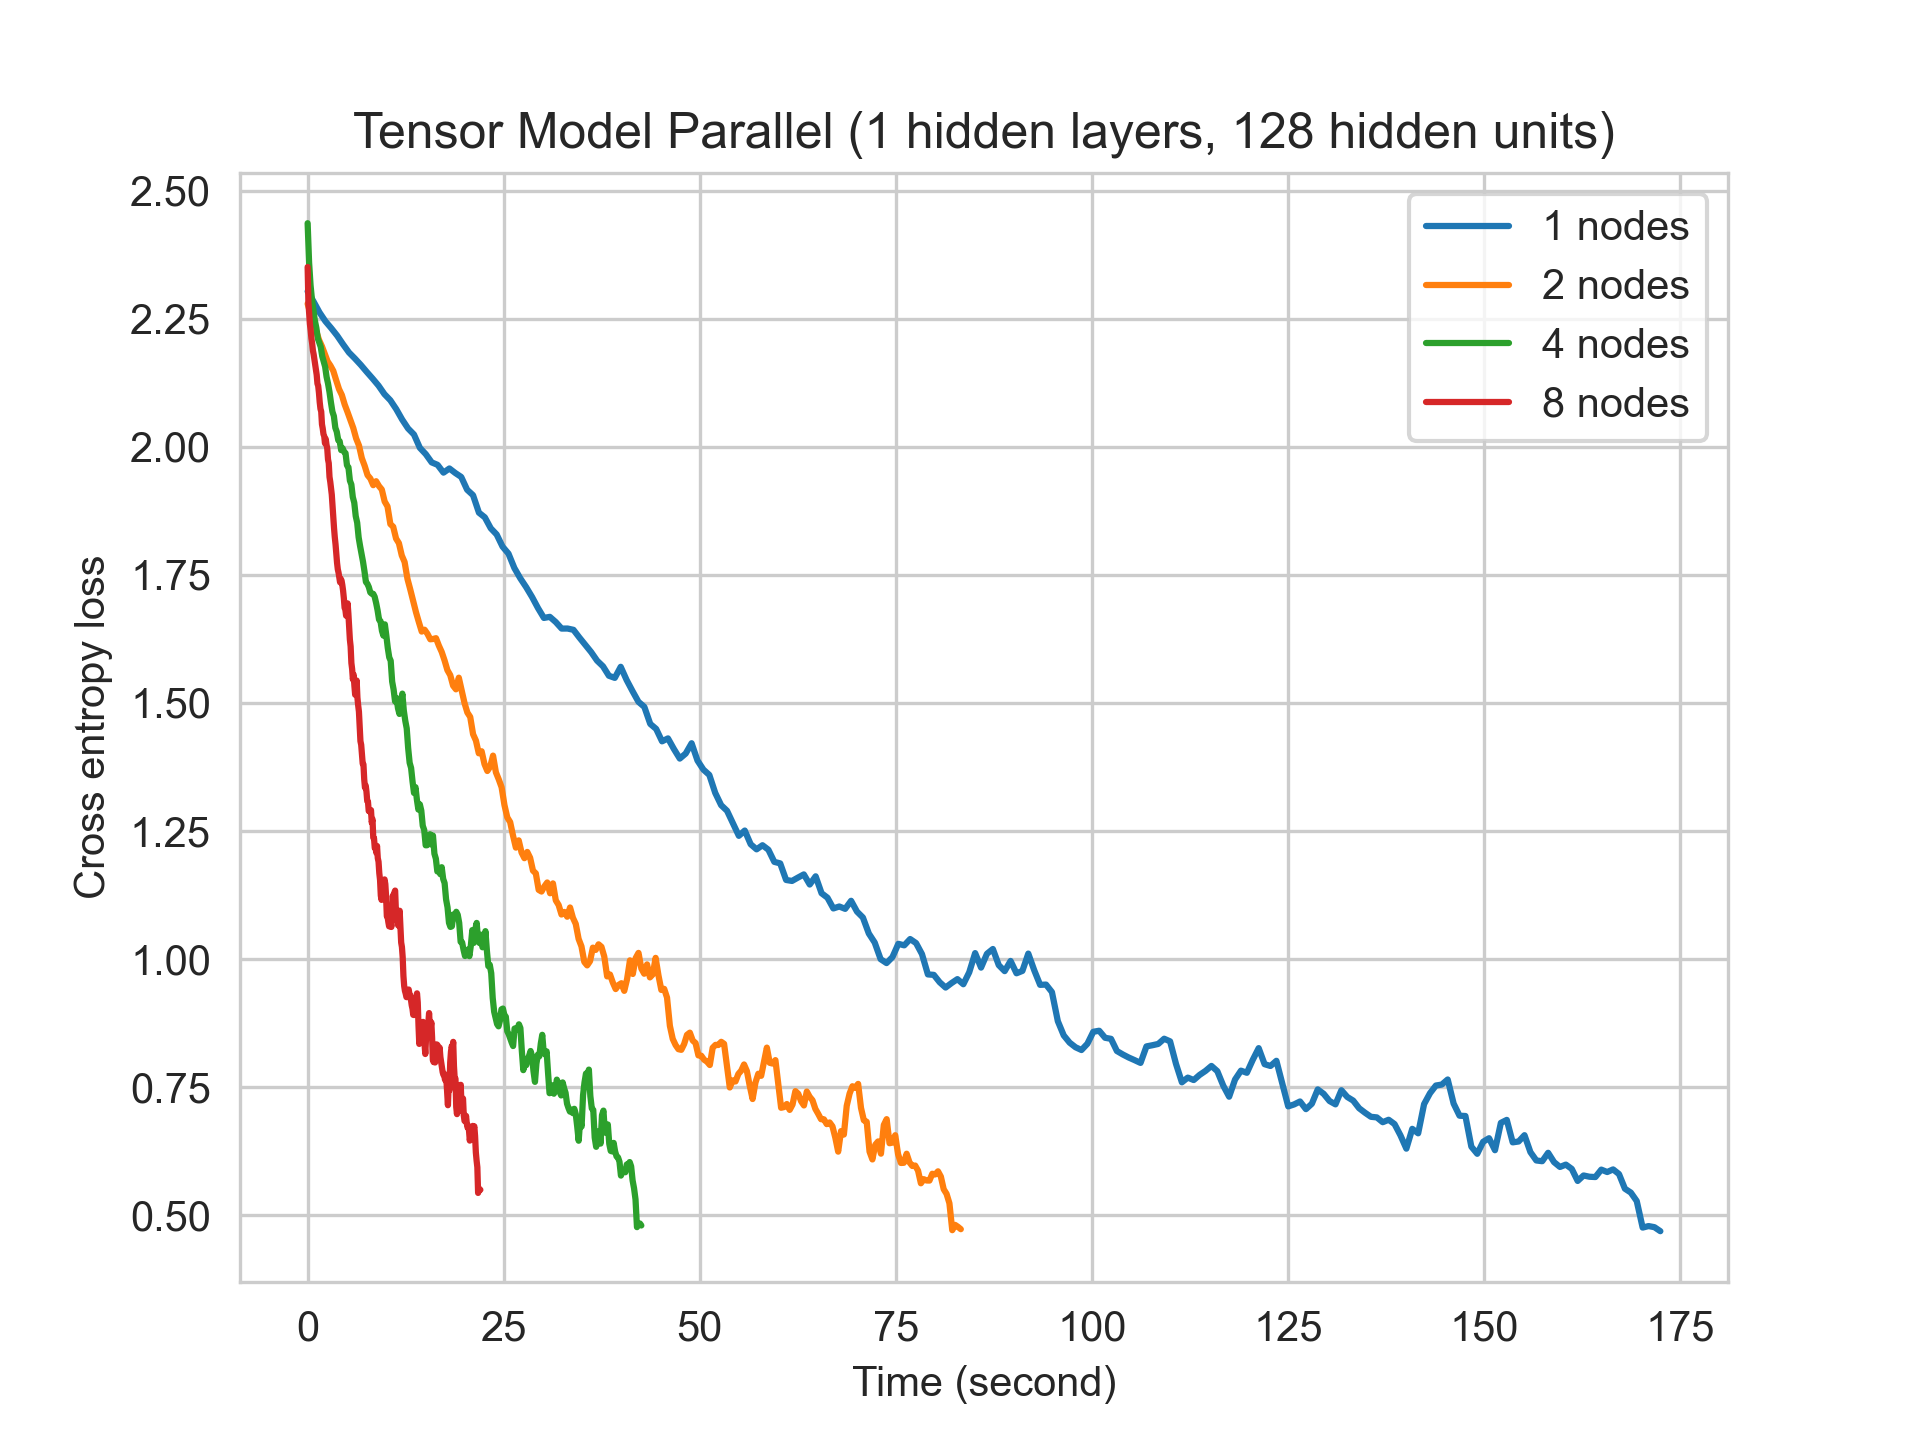 Tensor Model Parallel (1 hidden layers, 128 hidden units)
2.50
2.25
2.00
1.75
1.50
1.25
1.00
0.75
0.50
Cross entropy loss
1 nodes
2 nodes
4 nodes
8 nodes
0 25 50 75 100 125 150 175
Time (second)